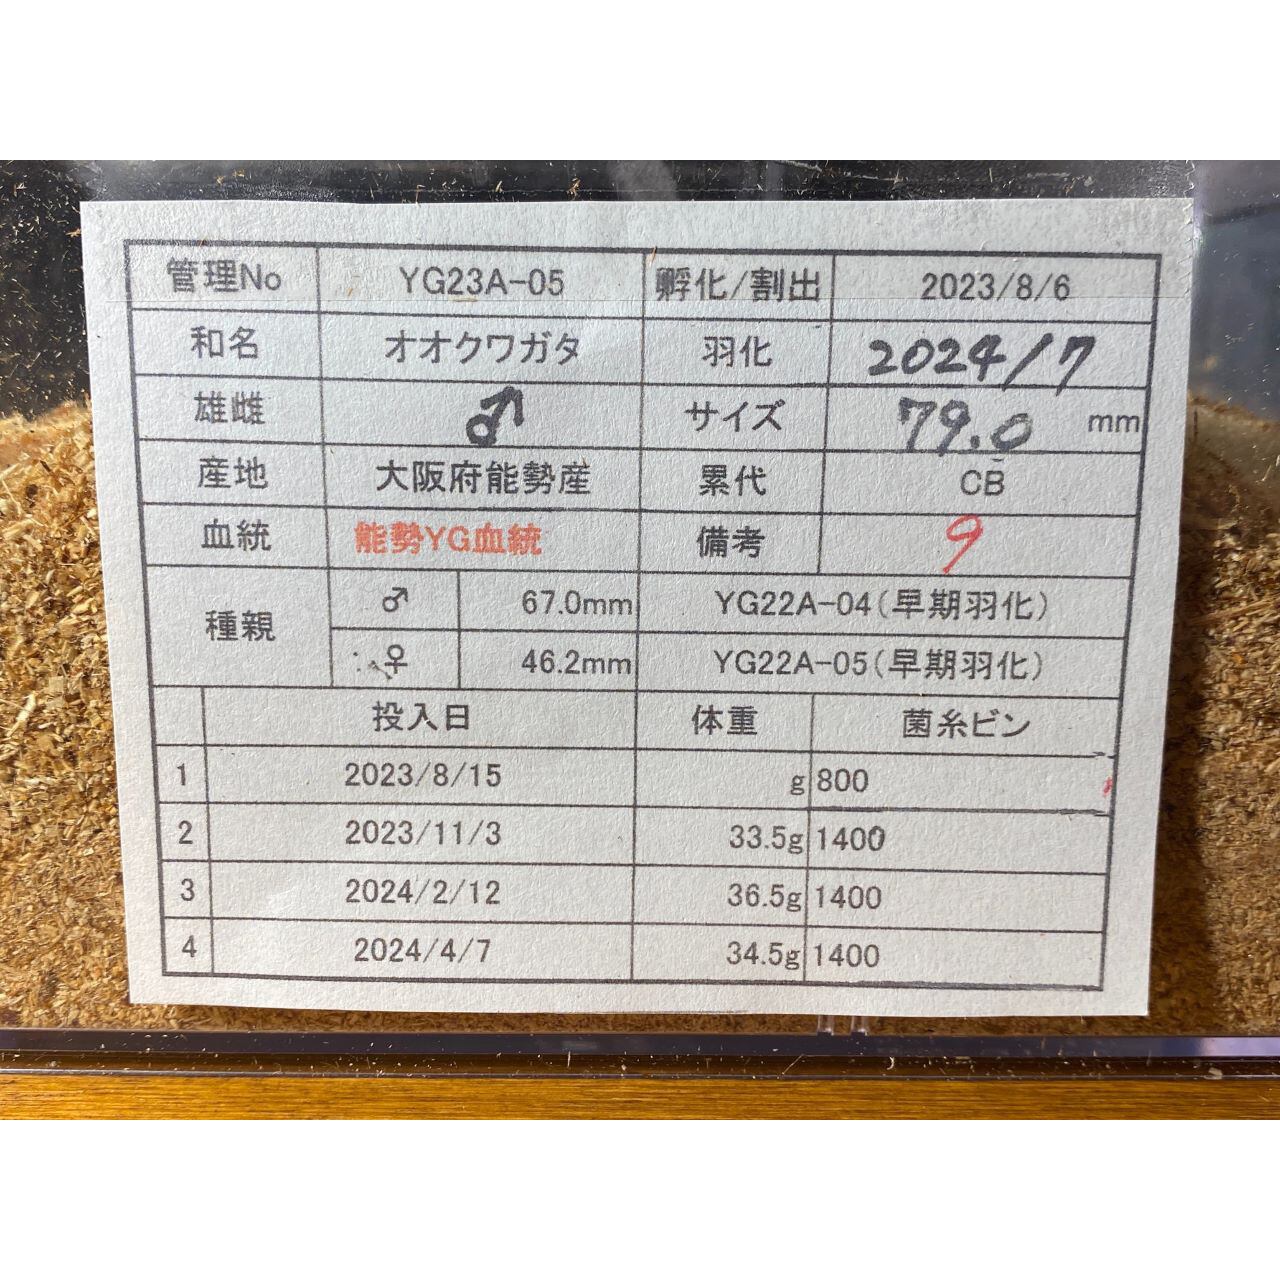 管理No YG23A-05 孵化/割出 2023/8/6
和名 オオクワガタ 羽化 2024/7
雄雌 ♂ サイズ 79.0 mm
産地 大阪府能勢産 累代 CB
血統 能勢YG血統 備考 9
種親 ♂ 67.0mm YG22A-04(早期羽化)
♀ 46.2mm YG22A-05(早期羽化)
投入日 体重 菌糸ビン
1 2023/8/15 g 800
2 2023/11/3 33.5g 1400
3 2024/2/12 36.5g 1400
4 2024/4/7 34.5g 1400